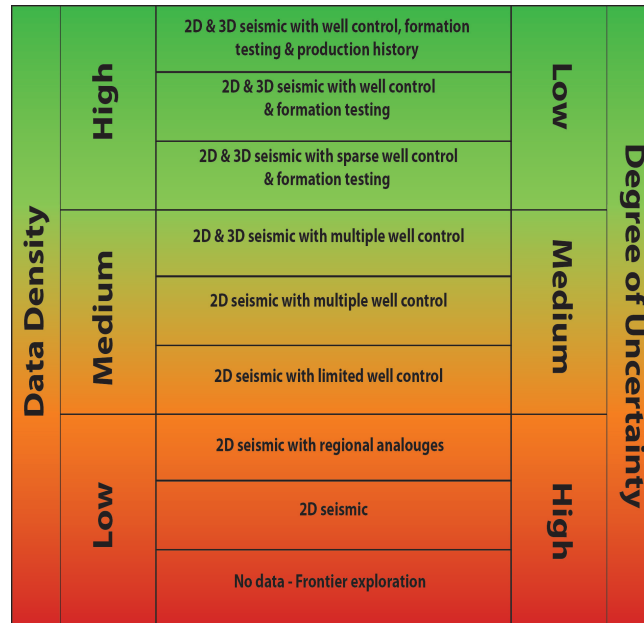 Data Density
High
Medium
Low
2D & 3D seismic with well control, formation
testing & production history
2D & 3D seismic with well control
& formation testing
2D & 3D seismic with sparse well control
& formation testing
2D & 3D seismic with multiple well control
2D seismic with multiple well control
2D seismic with limited well control
2D seismic with regional analouges
2D seismic
No data - Frontier exploration
Low
Medium
High
Degree of Uncertainty